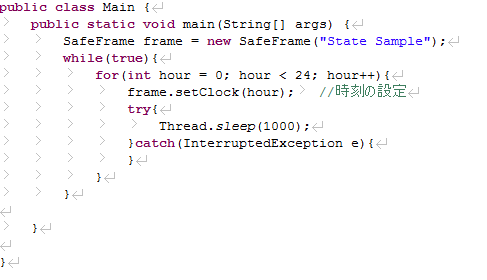 public class Main {
    public static void main(String[] args) {
        SafeFrame frame = new SafeFrame("State Sample");
        while(true){
            for(int hour = 0; hour < 24; hour++){
                frame.setClock(hour);   //時刻の設定
                try{
                    Thread.sleep(1000);
                }catch(InterruptedException e){
                }
            }
        }

    }

}